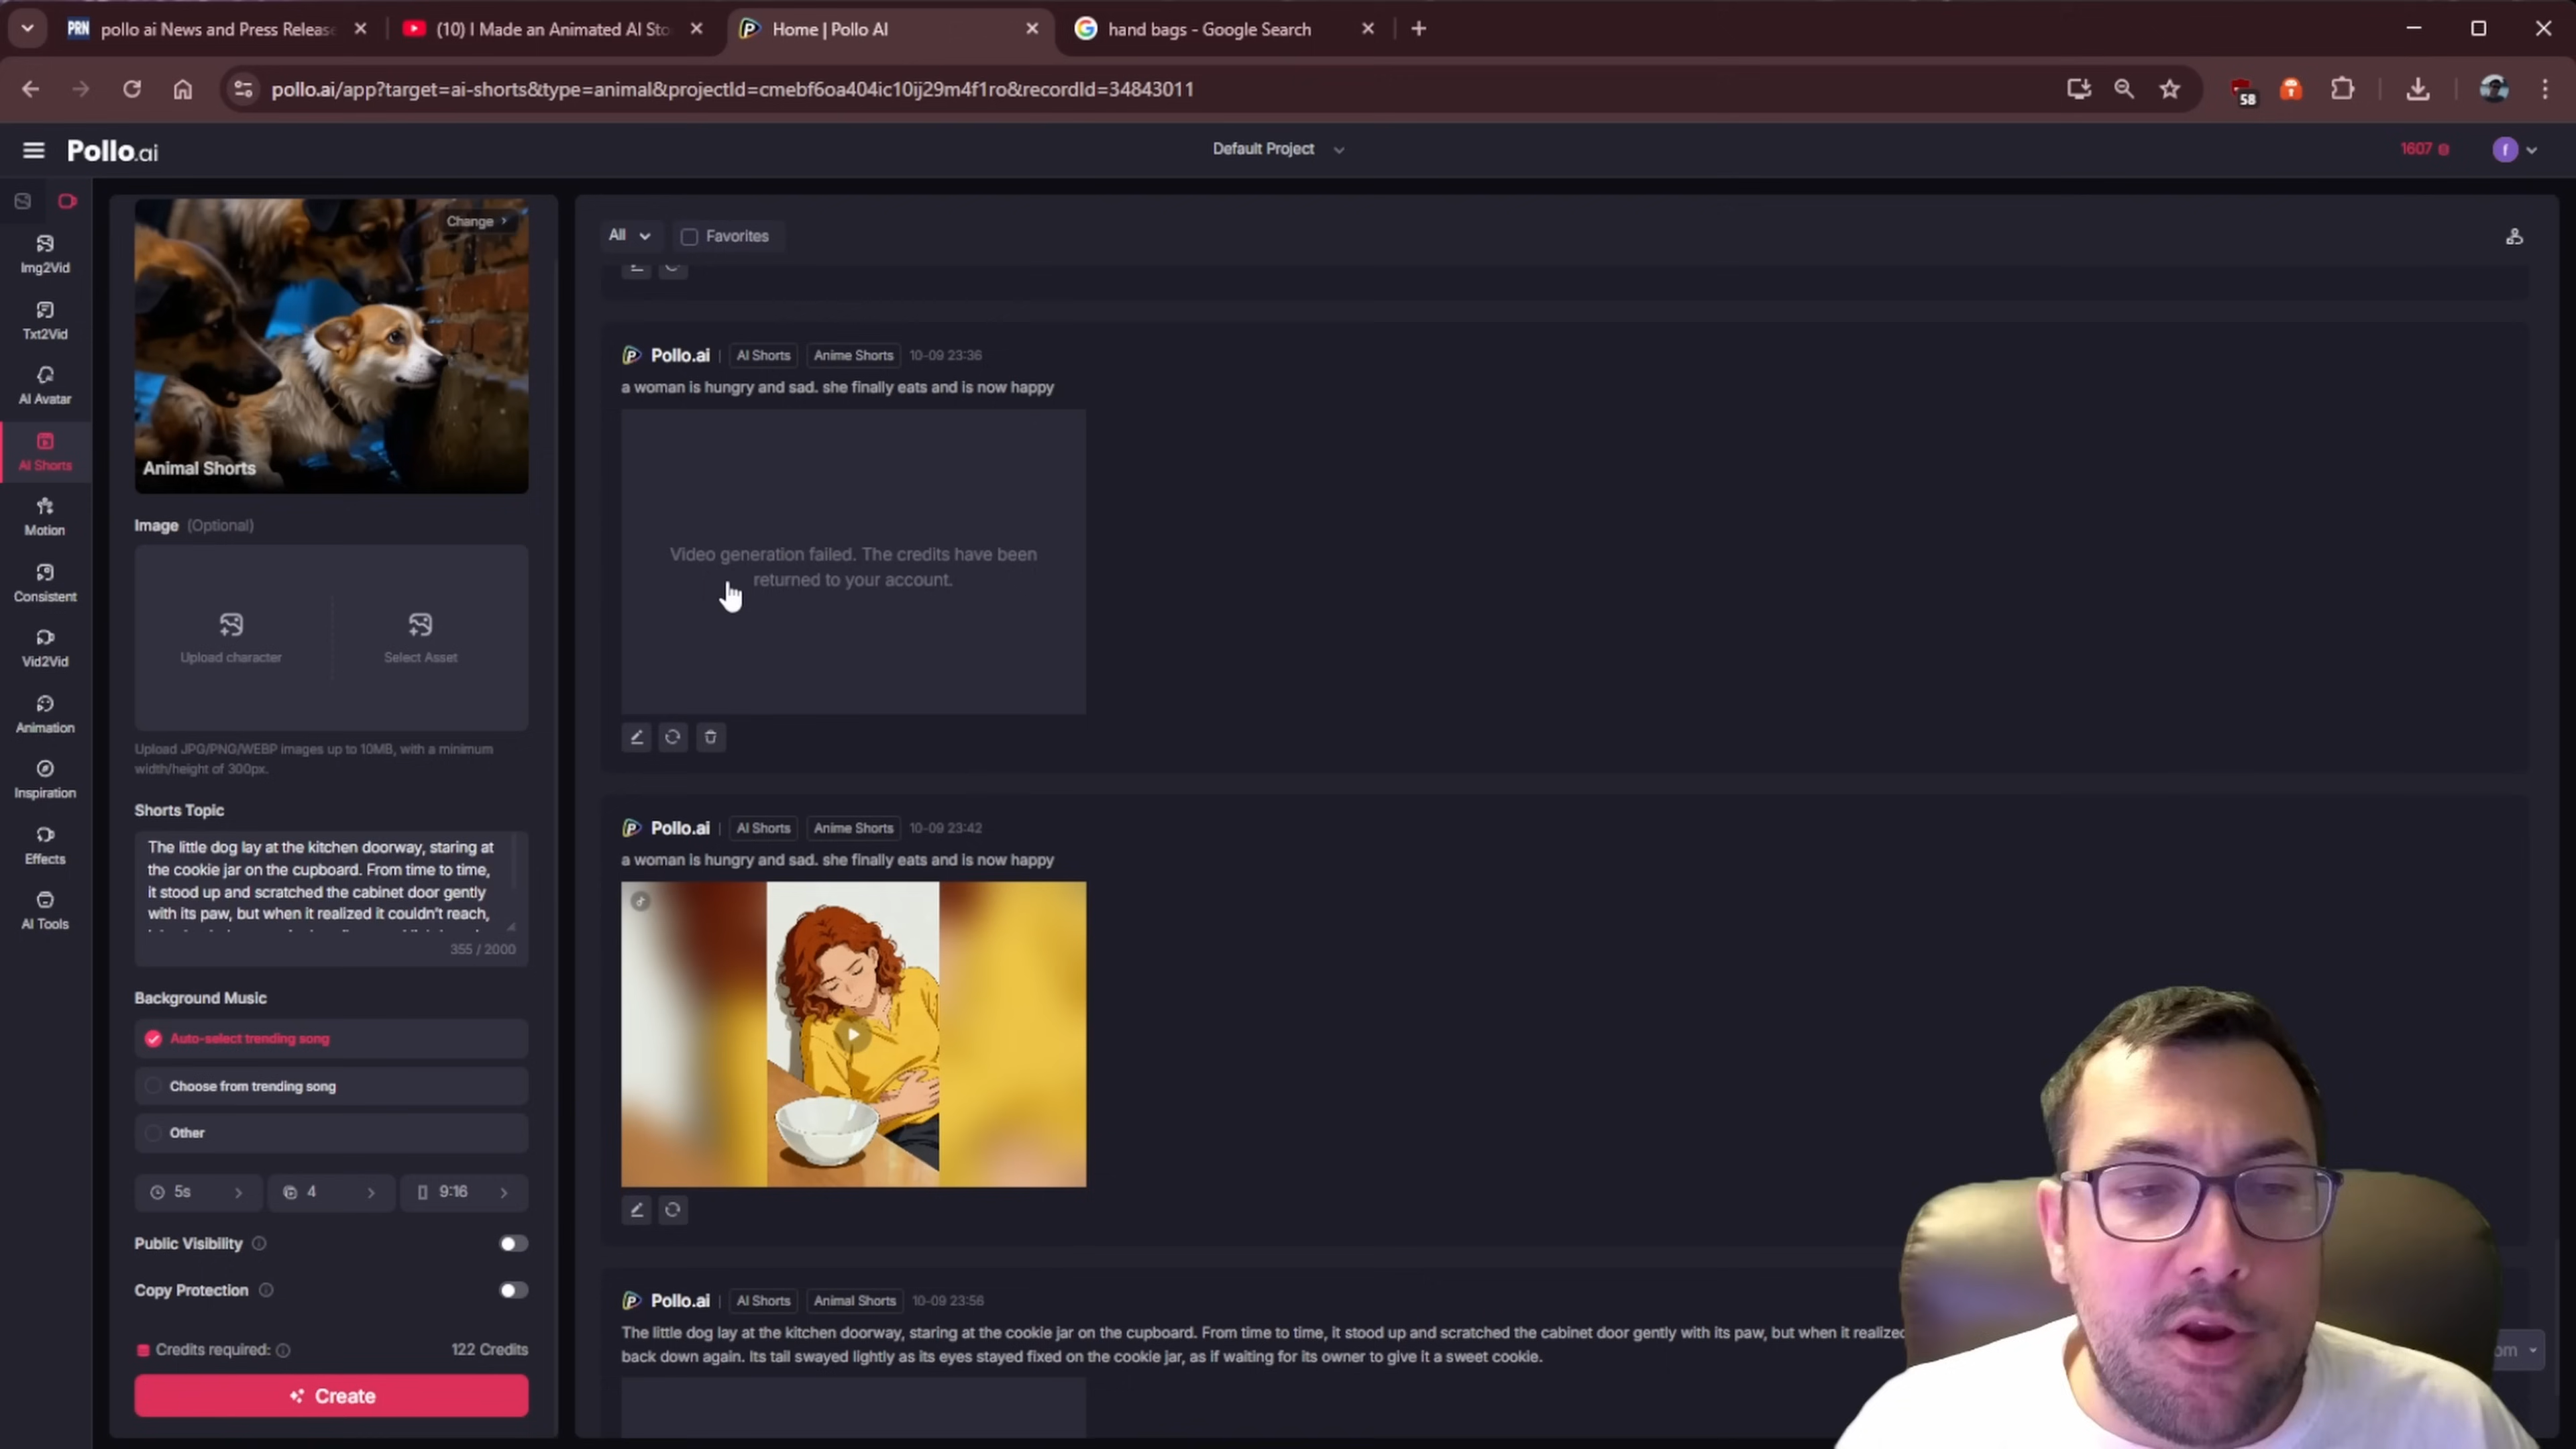 PRN pollo ai News and Press Release
(10) I Made an Animated AI Sto
Home | Pollo AI
hand bags - Google Search
pollo.ai/app?target=ai-shorts&type=animal&projectId=cmebf6oa404ic10ij29m4f1ro&recordId=34843011
58
Pollo.ai
Default Project
1607
f
Img2Vid
Txt2Vid
AI Avatar
AI Shorts
Motion
Consistent
Vid2Vid
Animation
Inspiration
Effects
AI Tools
Change
Animal Shorts
Image (Optional)
Upload character
Select Asset
Upload JPG/PNG/WEBP images up to 10MB, with a minimum
width/height of 300px.
Shorts Topic
The little dog lay at the kitchen doorway, staring at
the cookie jar on the cupboard. From time to time,
it stood up and scratched the cabinet door gently
with its paw, but when it realized it couldn't reach,
355 / 2000
Background Music
Auto-select trending song
Choose from trending song
Other
5s
4
9:16
Public Visibility
Copy Protection
Credits required:
122 Credits
Create
All
Favorites
Pollo.ai | AI Shorts Anime Shorts 10-09 23:36
a woman is hungry and sad. she finally eats and is now happy
Video generation failed. The credits have been
returned to your account.
Pollo.ai | AI Shorts Anime Shorts 10-09 23:42
a woman is hungry and sad. she finally eats and is now happy
Pollo.ai | AI Shorts Animal Shorts 10-09 23:56
The little dog lay at the kitchen doorway, staring at the cookie jar on the cupboard. From time to time, it stood up and scratched the cabinet door gently with its paw, but when it realized
back down again. Its tail swayed lightly as its eyes stayed fixed on the cookie jar, as if waiting for its owner to give it a sweet cookie.
om